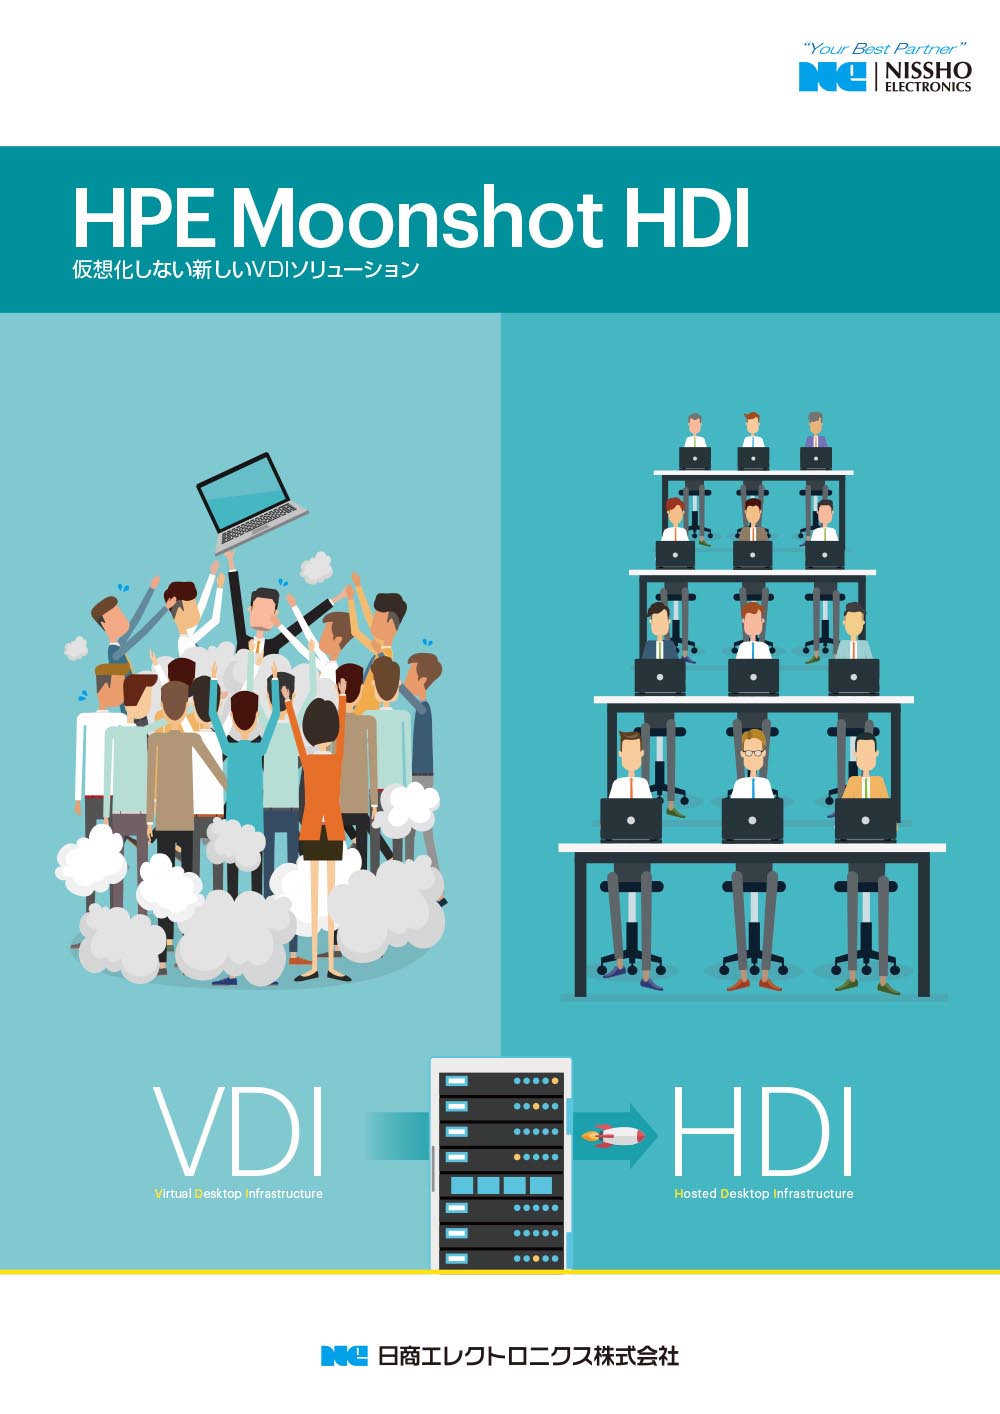 “Your Best Partner”
Ne | NISSHO
ELECTRONICS
HPE Moonshot HDI
仮想化しない新しいVDIソリューション
VDI
Virtual Desktop Infrastructure
HDI
Hosted Desktop Infrastructure
Ne 日商エレクトロニクス株式会社